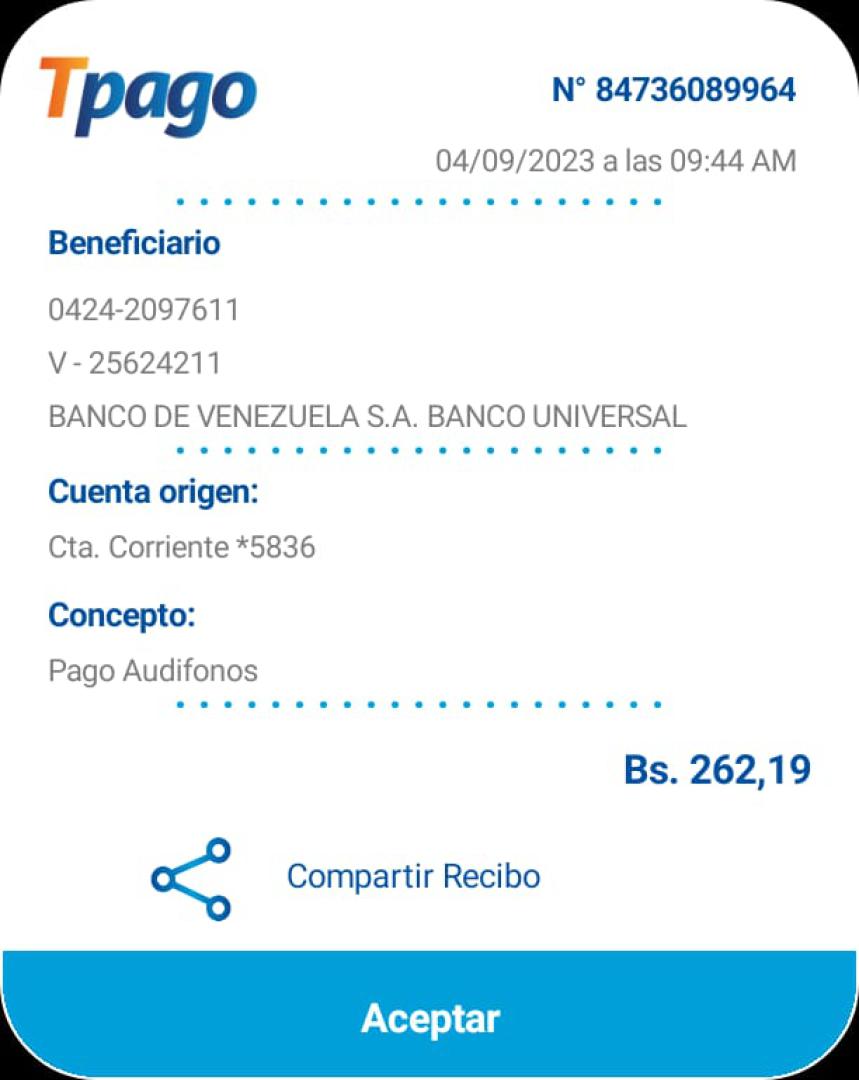 Tpago
N° 84736089964
04/09/2023 a las 09:44 AM
Beneficiario
0424-2097611
V - 25624211
BANCO DE VENEZUELA S.A. BANCO UNIVERSAL
Cuenta origen:
Cta. Corriente *5836
Concepto:
Pago Audifonos
Bs. 262,19
Compartir Recibo
Aceptar